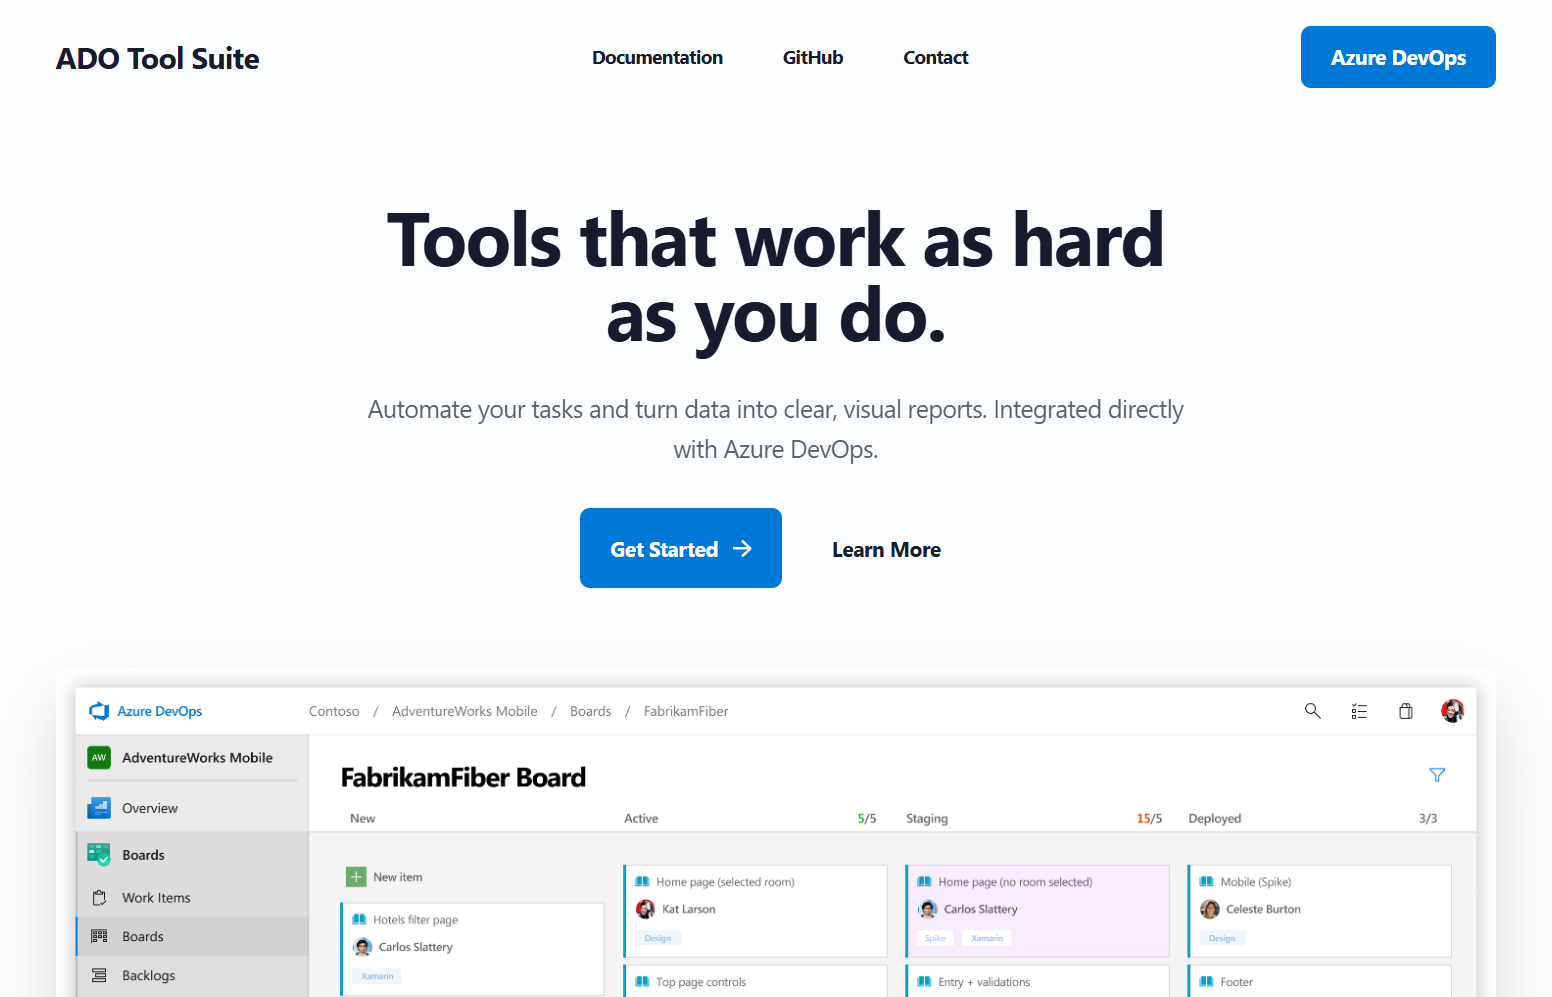 ADO Tool Suite
Documentation
GitHub
Contact
Azure DevOps
Tools that work as hard
as you do.
Automate your tasks and turn data into clear, visual reports. Integrated directly
with Azure DevOps.
Get Started
Learn More
Azure DevOps
Contoso / AdventureWorks Mobile / Boards / FabrikamFiber
AW AdventureWorks Mobile
Overview
Boards
Work Items
Boards
Backlogs
FabrikamFiber Board
New
Active 5/5
Staging 15/5
Deployed 3/3
New item
Hotels filter page
Carlos Slattery
Xamarin
Home page (selected room)
Kat Larson
Design
Top page controls
Home page (no room selected)
Carlos Slattery
Spike Xamarin
Entry + validations
Mobile (Spike)
Celeste Burton
Design
Footer